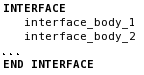 INTERFACE
    interface_body_1
    interface_body_2
...
END INTERFACE